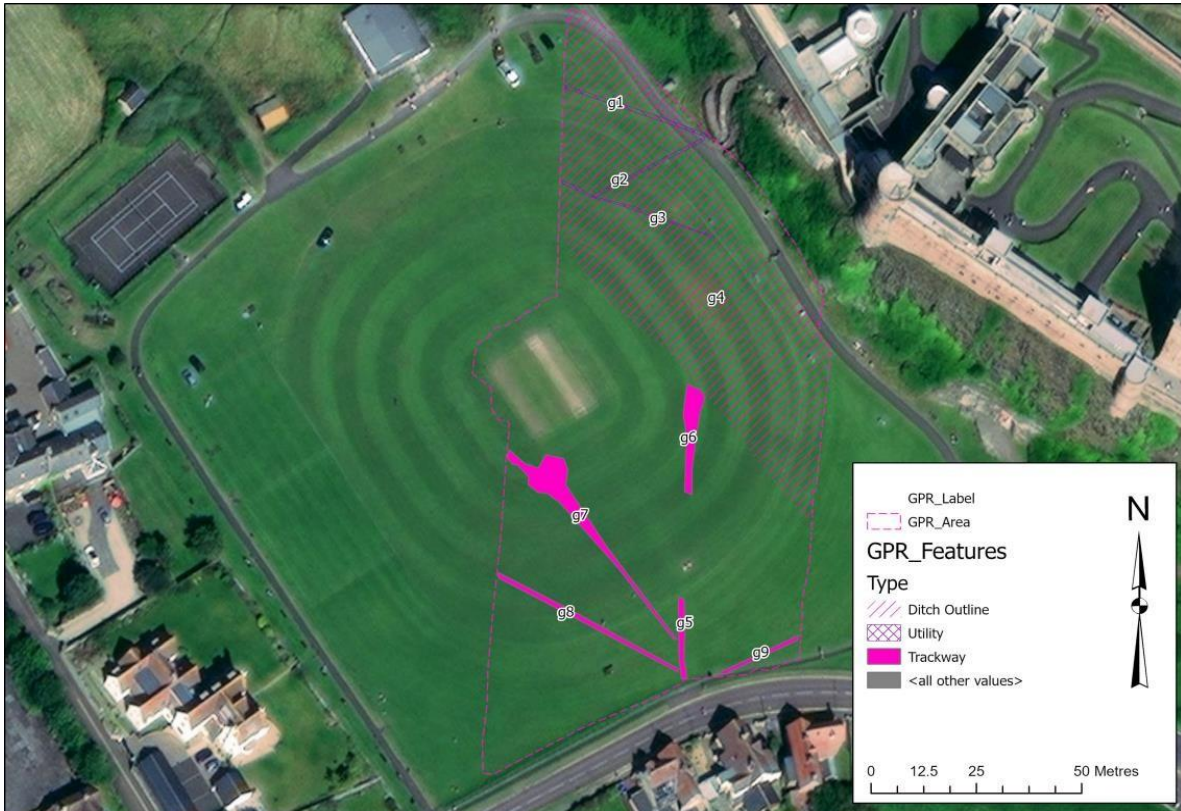 g1
g2
g3
g4
g6
g7
g8
g5
g9
GPR_Label
GPR_Area
GPR_Features
Type
Ditch Outline
Utility
Trackway
<all other values>
N
0 12.5 25 50 Metres